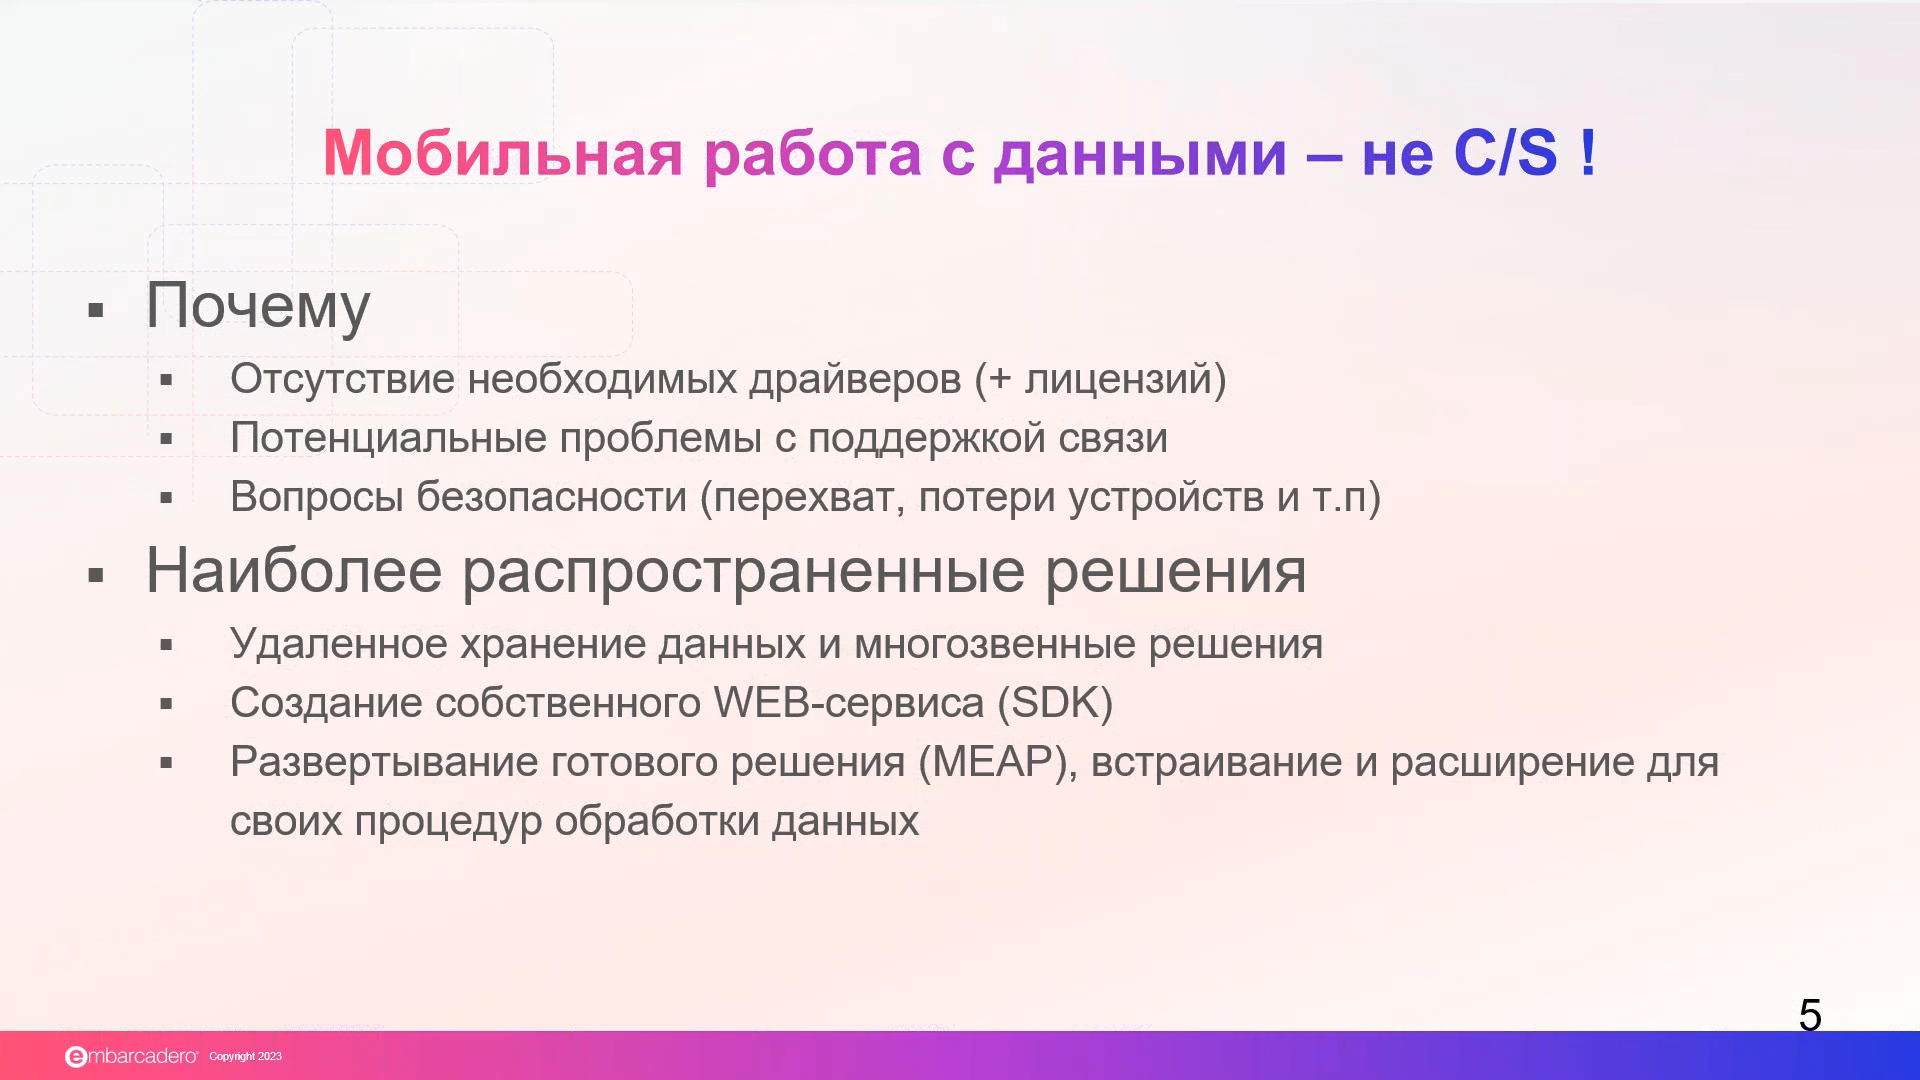 Мобильная работа с данными – не C/S !
▪ Почему
▪ Отсутствие необходимых драйверов (+ лицензий)
▪ Потенциальные проблемы с поддержкой связи
▪ Вопросы безопасности (перехват, потери устройств и т.п)
▪ Наиболее распространенные решения
▪ Удаленное хранение данных и многозвенные решения
▪ Создание собственного WEB-сервиса (SDK)
▪ Развертывание готового решения (MEAP), встраивание и расширение для
своих процедур обработки данных
5
embarcadero Copyright 2023